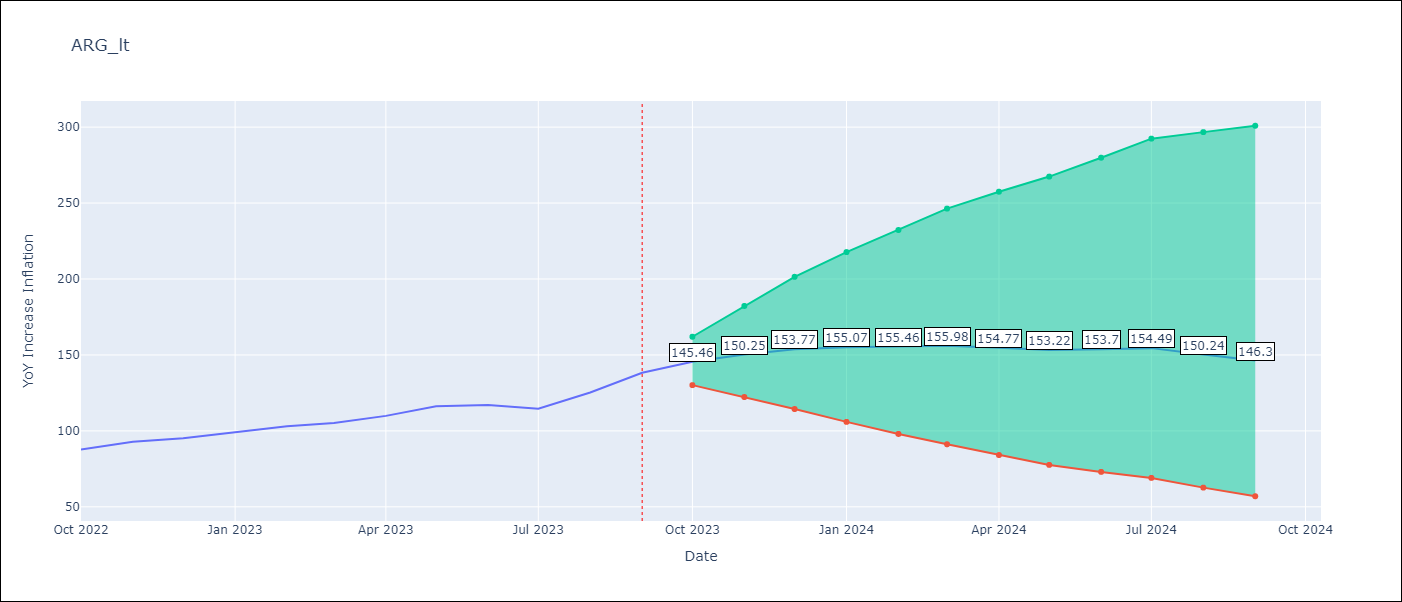 ARG_lt
YoY Increase Inflation
300
250
200
150
100
50
145.46
150.25
153.77
155.07
155.46
155.98
154.77
153.22
153.7
154.49
150.24
146.3
Oct 2022
Jan 2023
Apr 2023
Jul 2023
Oct 2023
Jan 2024
Apr 2024
Jul 2024
Oct 2024
Date